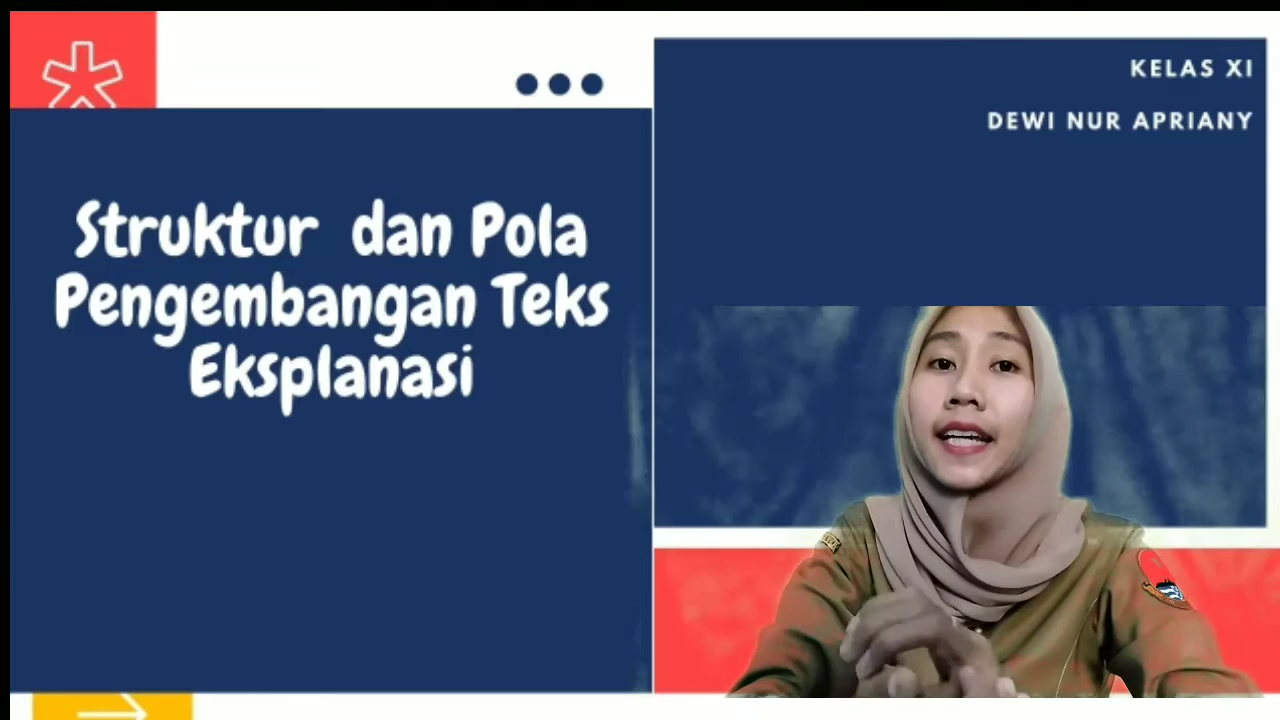 Struktur dan Pola
Pengembangan Teks
Eksplanasi
KELAS XI
DEWI NUR APRIANY